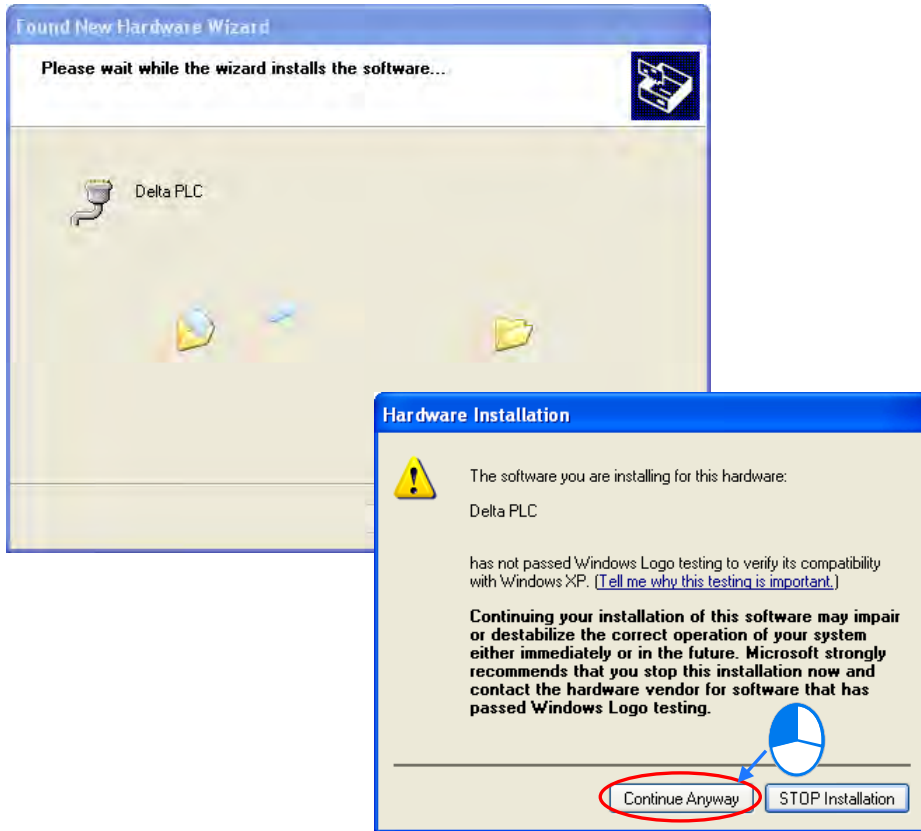 Found New Hardware Wizard
Please wait while the wizard installs the software...
Delta PLC
Hardware Installation
The software you are installing for this hardware:
Delta PLC
has not passed Windows Logo testing to verify its compatibility
with Windows XP. (Tell me why this testing is important.)
Continuing your installation of this software may impair
or destabilize the correct operation of your system
either immediately or in the future. Microsoft strongly
recommends that you stop this installation now and
contact the hardware vendor for software that has
passed Windows Logo testing.
Continue Anyway
STOP Installation